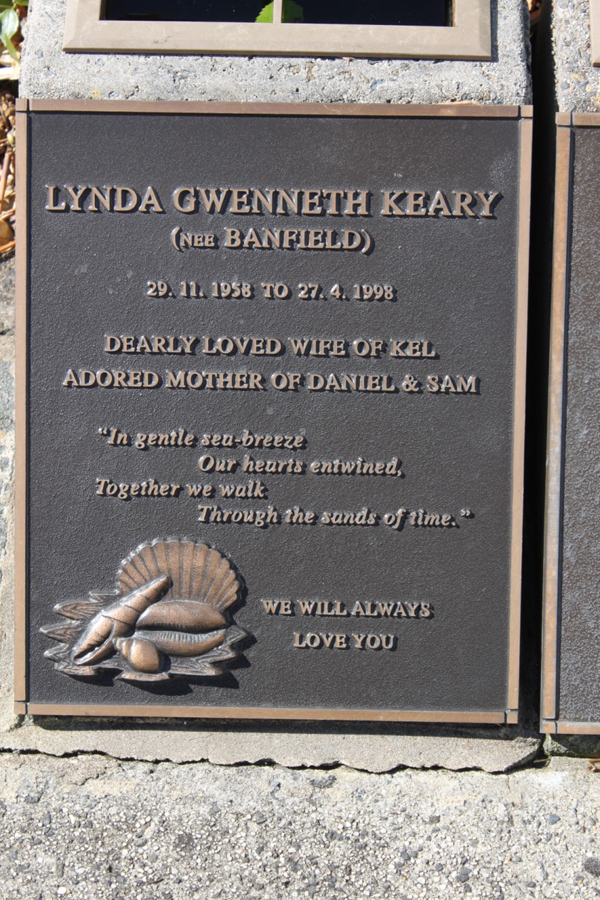 LYNDA GWENNETH KEARY
(NEE BANFIELD)
29. 11. 1958 TO 27. 4. 1998
DEARLY LOVED WIFE OF KEL
ADORED MOTHER OF DANIEL & SAM
"In gentle sea-breeze
Our hearts entwined,
Together we walk
Through the sands of time."
WE WILL ALWAYS
LOVE YOU